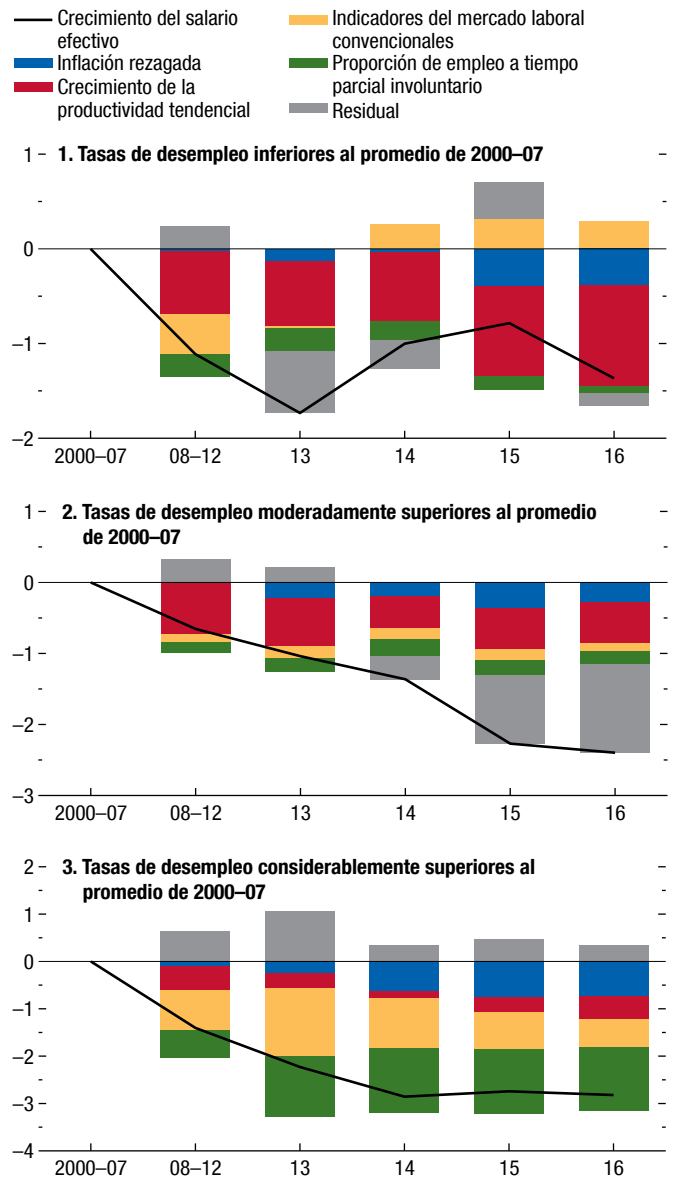 Crecimiento del salario
efectivo
Inflación rezagada
Crecimiento de la
productividad tendencial
Indicadores del mercado laboral
convencionales
Proporción de empleo a tiempo
parcial involuntario
Residual
1. Tasas de desempleo inferiores al promedio de 2000–07
1
0
–1
–2
2000–07 08–12 13 14 15 16
2. Tasas de desempleo moderadamente superiores al promedio
de 2000–07
1
0
–1
–2
–3
2000–07 08–12 13 14 15 16
3. Tasas de desempleo considerablemente superiores al
promedio de 2000–07
2
1
0
–1
–2
–3
–4
2000–07 08–12 13 14 15 16